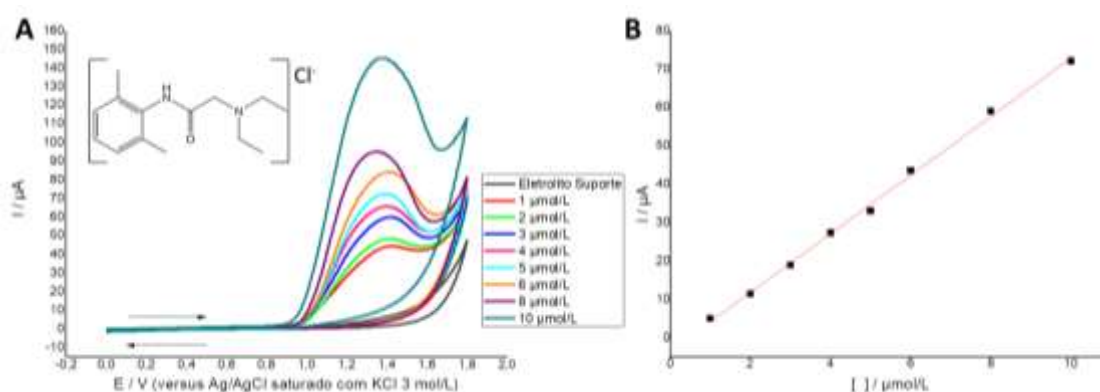 A
160
150
140
130
120
110
100
90
80
70
60
50
40
30
20
10
0
-10
I / µA
-0,2 0,0 0,2 0,4 0,6 0,8 1,0 1,2 1,4 1,6 1,8 2,0
E / V (versus Ag/AgCl saturado com KCl 3 mol/L)
H
N
O
N
Cl-
Eletrolito Suporte
1 µmol/L
2 µmol/L
3 µmol/L
4 µmol/L
5 µmol/L
6 µmol/L
8 µmol/L
10 µmol/L
B
80
70
60
50
40
30
20
10
0
I / µA
0 2 4 6 8 10
[ ] / µmol/L